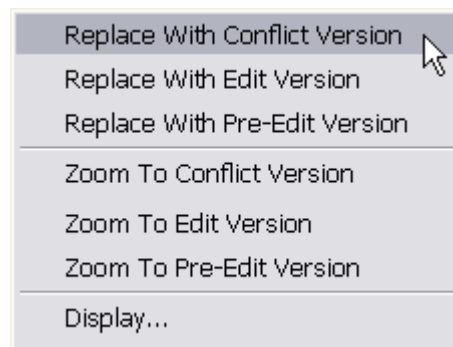 Replace With Conflict Version
Replace With Edit Version
Replace With Pre-Edit Version
Zoom To Conflict Version
Zoom To Edit Version
Zoom To Pre-Edit Version
Display...